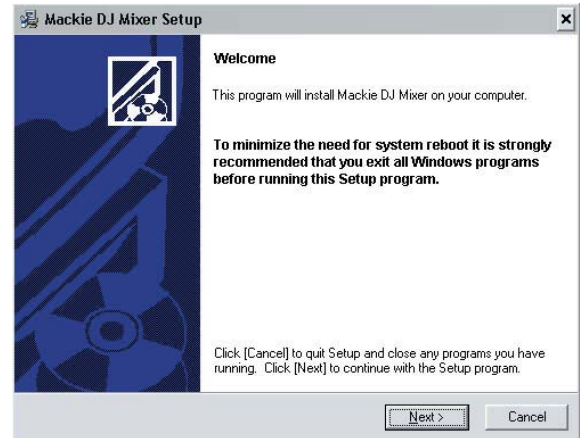 Mackie DJ Mixer Setup
Welcome
This program will install Mackie DJ Mixer on your computer.
To minimize the need for system reboot it is strongly
recommended that you exit all Windows programs
before running this Setup program.
Click [Cancel] to quit Setup and close any programs you have
running. Click [Next] to continue with the Setup program.
Next >
Cancel